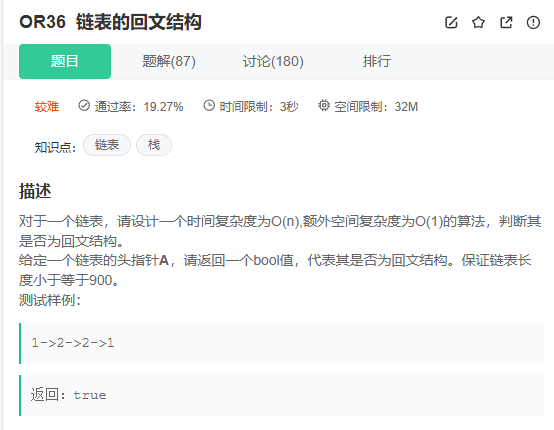 OR36 链表的回文结构
题目 题解(87) 讨论(180) 排行
较难 通过率：19.27% 时间限制：3秒 空间限制：32M
知识点： 链表 栈
描述
对于一个链表，请设计一个时间复杂度为O(n),额外空间复杂度为O(1)的算法，判断其
是否为回文结构。
给定一个链表的头指针A，请返回一个bool值，代表其是否为回文结构。保证链表长
度小于等于900。
测试样例：
1->2->2->1
返回：true